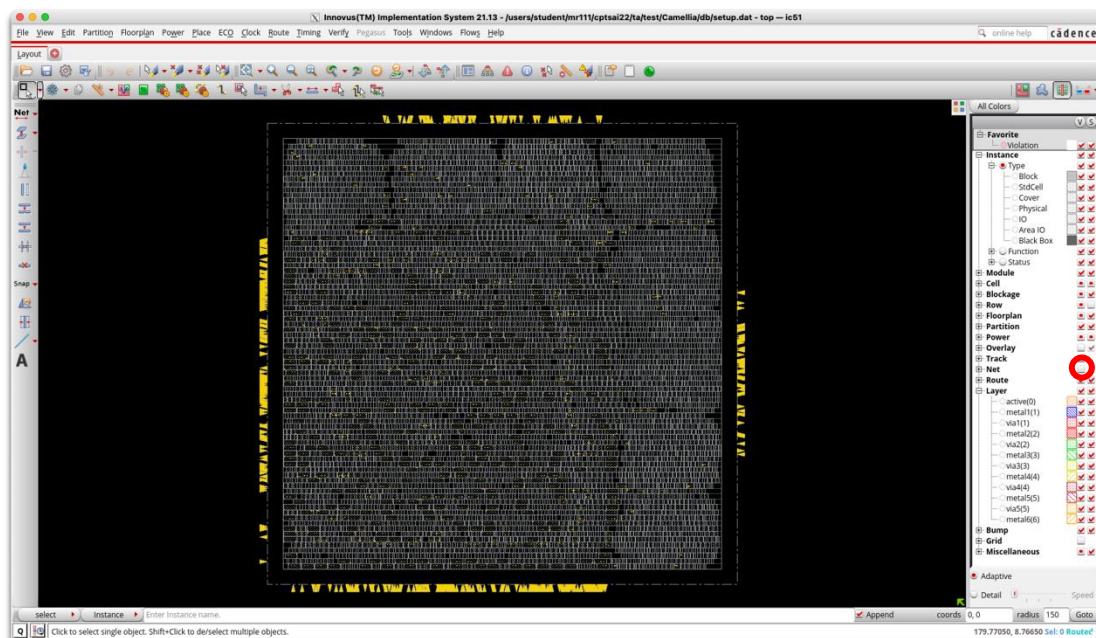 Innovus(TM) Implementation System 21.13 - /users/student/mr111/cptsai22/ta/test/Camellia/db/setup.dat - top — ic51
File View Edit Partition Floorplan Power Place ECO Clock Route Timing Verify Pegasus Tools Windows Flows Help
online help cādence
Layout
All Colors
Net
V S
Favorite
Violation
Instance
Type
Block
StdCell
Cover
Physical
IO
Area IO
Black Box
Function
Status
Module
Cell
Blockage
Row
Floorplan
Partition
Power
Overlay
Track
Net
Route
Layer
active(0)
metal1(1)
via1(1)
metal2(2)
via2(2)
metal3(3)
via3(3)
metal4(4)
via4(4)
metal5(5)
via5(5)
metal6(6)
Bump
Grid
Miscellaneous
Snap
A
Adaptive
Detail Speed
select Instance Enter Instance name. Append coords 0,0 radius 150 Goto
Q Click to select single object. Shift+Click to de/select multiple objects. 179.77050, 8.76650 Sel: 0 Routed